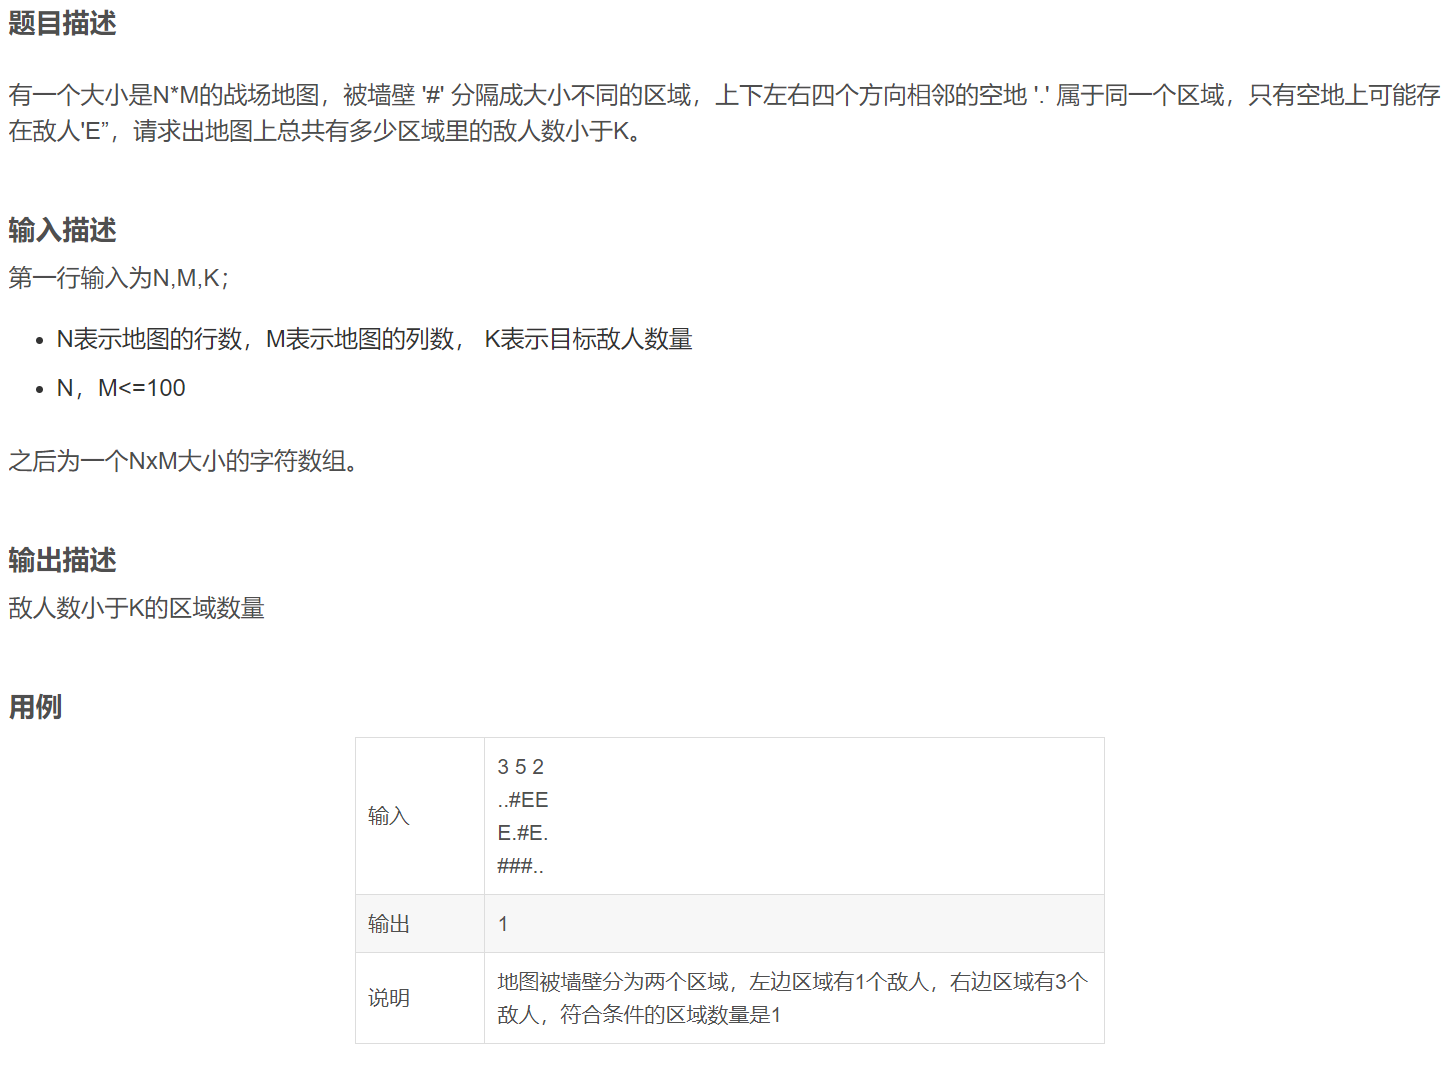 题目描述
有一个大小是N*M的战场地图，被墙壁 '#' 分隔成大小不同的区域，上下左右四个方向相邻的空地 '.' 属于同一个区域，只有空地上可能存
在敌人'E”，请求出地图上总共有多少区域里的敌人数小于K。
输入描述
第一行输入为N,M,K；
• N表示地图的行数，M表示地图的列数， K表示目标敌人数量
• N，M<=100
之后为一个NxM大小的字符数组。
输出描述
敌人数小于K的区域数量
用例
输入
3 5 2
..#EE
E.#E.
###..
输出
1
说明
地图被墙壁分为两个区域，左边区域有1个敌人，右边区域有3个
敌人，符合条件的区域数量是1